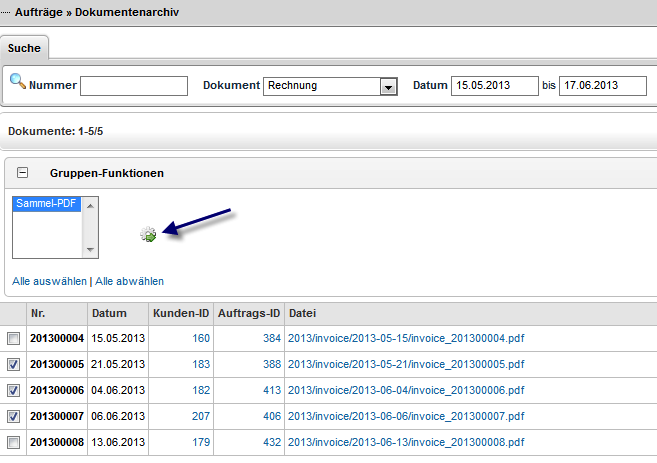 Aufträge » Dokumentenarchiv
Suche
Nummer Dokument Rechnung Datum 15.05.2013 bis 17.06.2013
Dokumente: 1-5/5
Gruppen-Funktionen
Sammel-PDF
Alle auswählen | Alle abwählen
Nr. Datum Kunden-ID Auftrags-ID Datei
201300004 15.05.2013 160 384 2013/invoice/2013-05-15/invoice_201300004.pdf
201300005 21.05.2013 183 388 2013/invoice/2013-05-21/invoice_201300005.pdf
201300006 04.06.2013 182 413 2013/invoice/2013-06-04/invoice_201300006.pdf
201300007 06.06.2013 207 406 2013/invoice/2013-06-06/invoice_201300007.pdf
201300008 13.06.2013 179 432 2013/invoice/2013-06-13/invoice_201300008.pdf